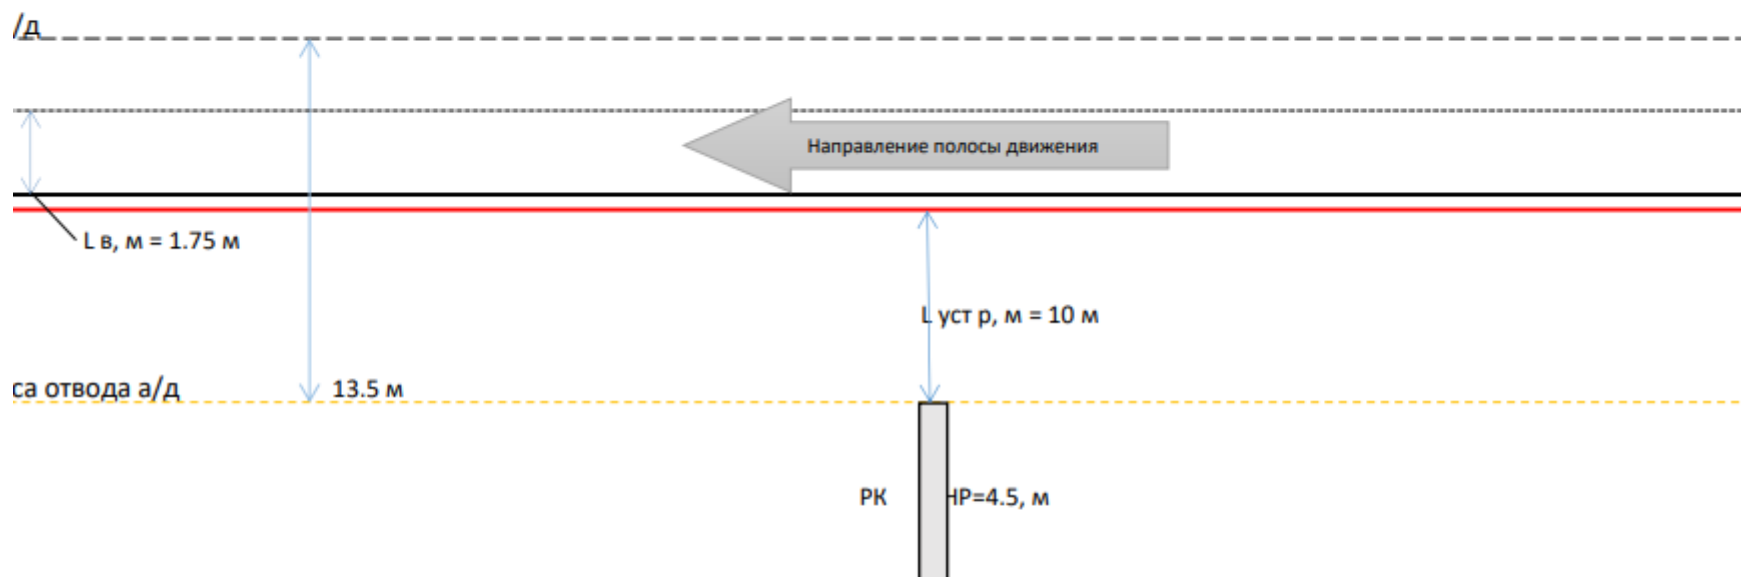 /д
Направление полосы движения
L в, м = 1.75 м
L уст р, м = 10 м
са отвода а/д
13.5 м
РК
НР=4.5, м